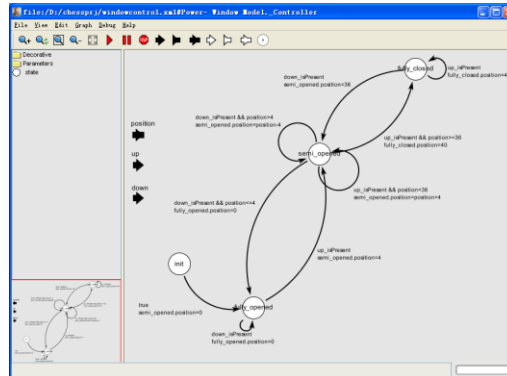 file:/D:/chessprj/windowcontrol.xml#Power~ Window Model._Controller
File View Edit Graph Debug Help
Decorative
Parameters
state
position
up
down
fully_closed
up_isPresent
fully_closed.position=4
down_isPresent
semi_opened.position=36
down_isPresent && position>4
semi_opened.position=position-4
semi_opened
up_isPresent && position>=36
fully_closed.position=40
up_isPresent && position<36
semi_opened.position=position+4
down_isPresent && position<=4
fully_opened.position=0
up_isPresent
semi_opened.position=4
init
true
semi_opened.position=0
fully_opened
down_isPresent
fully_opened.position=0